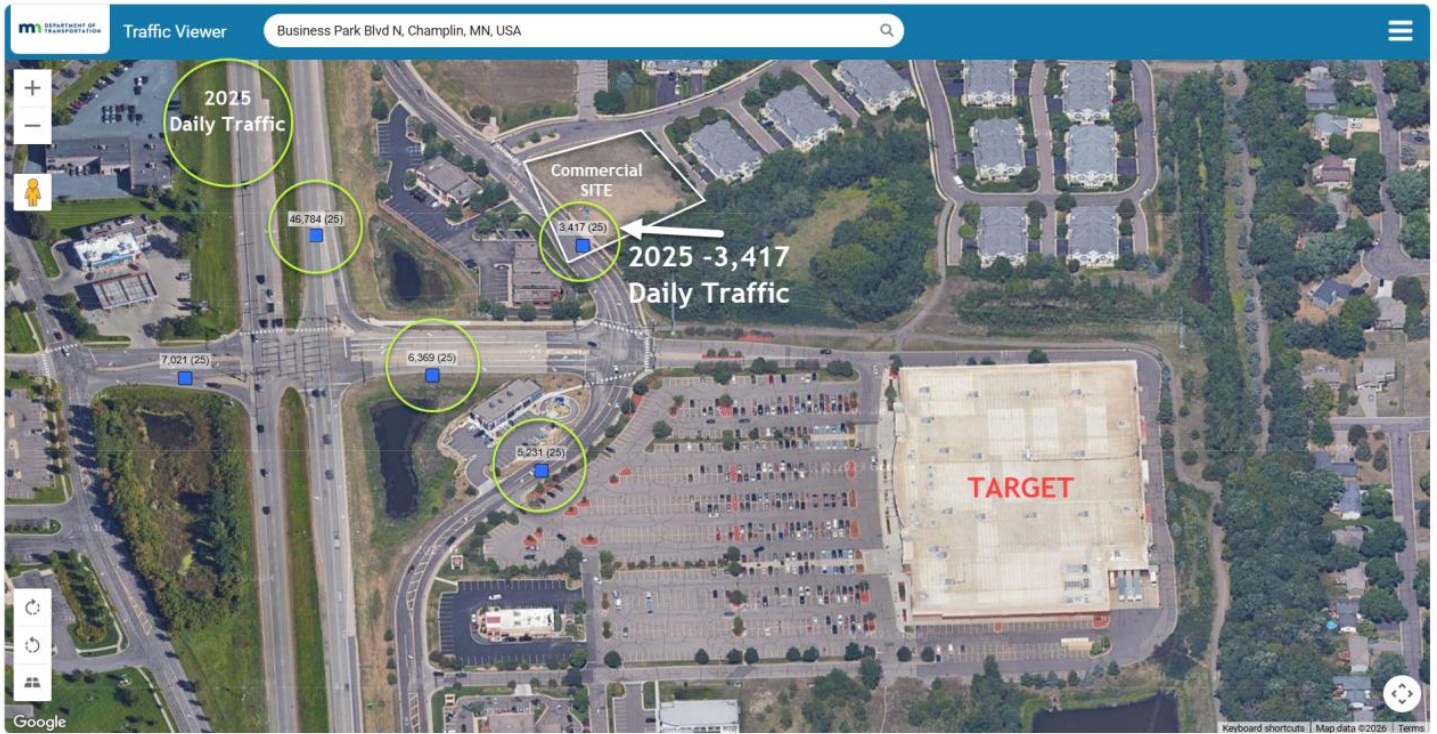 DEPARTMENT OF
TRANSPORTATION
Traffic Viewer
Business Park Blvd N, Champlin, MN, USA
2025
Daily Traffic
Commercial
SITE
46,784 (25)
3,417 (25)
2025 -3,417
Daily Traffic
7,021 (25)
6,369 (25)
5,231 (25)
TARGET
Google
Keyboard shortcuts
Map data ©2026
Terms